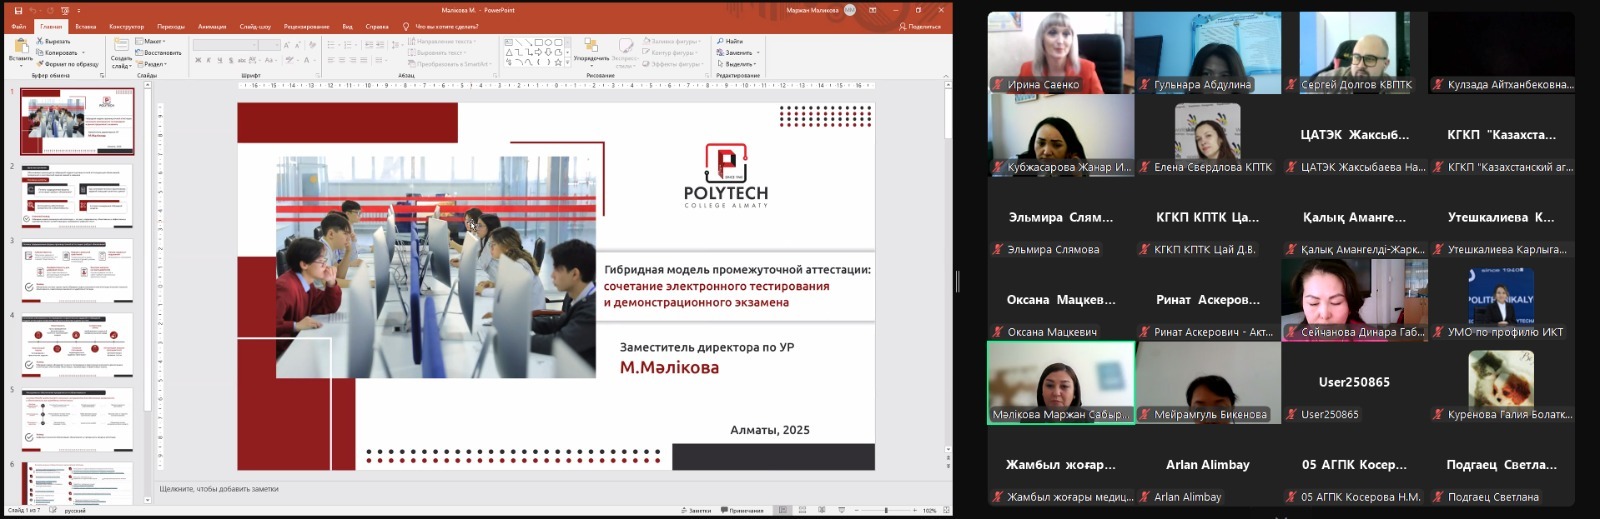 Малікова М. - PowerPoint
Маржан Маликова
Файл Главная Вставка Конструктор Переходы Анимация Слайд-шоу Рецензирование Вид Справка Что вы хотите сделать? Поделиться
Вставить
Вырезать
Копировать
Формат по образцу
Буфер обмена
Создать слайд
Макет
Восстановить
Раздел
Слайды
Шрифт
Направление текста
Выровнять текст
Преобразовать в SmartArt
Абзац
Упорядочить
Экспресс-стили
Заливка фигуры
Контур фигуры
Эффекты фигуры
Рисование
Найти
Заменить
Выделить
Редактирование
1
2
3
4
5
6
POLYTECH
COLLEGE ALMATY
Гибридная модель промежуточной аттестации:
сочетание электронного тестирования
и демонстрационного экзамена
Заместитель директора по УР
М.Мәлікова
Алматы, 2025
Щелкните, чтобы добавить заметки
Слайд 1 из 7 русский Заметки Примечания 102%
Ирина Саенко
Гульнара Абдулина
Сергей Долгов КВПТК
Кулзада Айтханбековна...
Кубжасарова Жанар И...
Елена Свердлова КПТК
ЦАТЭК Жаксыб...
ЦАТЭК Жаксыбаева На...
КГКП "Казахста...
КГКП "Казахстанский аг...
Эльмира Слям...
Эльмира Слямова
КГКП КПТК Ца...
КГКП КПТК Цай Д.В.
Қалық Аманге...
Қалық Амангелді-Жарк...
Утешкалиева К...
Утешкалиева Карлыга...
Оксана Мацкев...
Оксана Мацкевич
Ринат Аскеров...
Ринат Аскерович - Акт...
Сейчанова Динара Габ...
УМО по профилю ИКТ
Мәлікова Маржан Сабыр...
Мейрамгуль Бикенова
User250865
User250865
Куренова Галия Болатк...
Жамбыл жоғар...
Жамбыл жоғары медиц...
Arlan Alimbay
Arlan Alimbay
05 АГПК Косер...
05 АГПК Косерова Н.М.
Подгаец Светла...
Подгаец Светлана